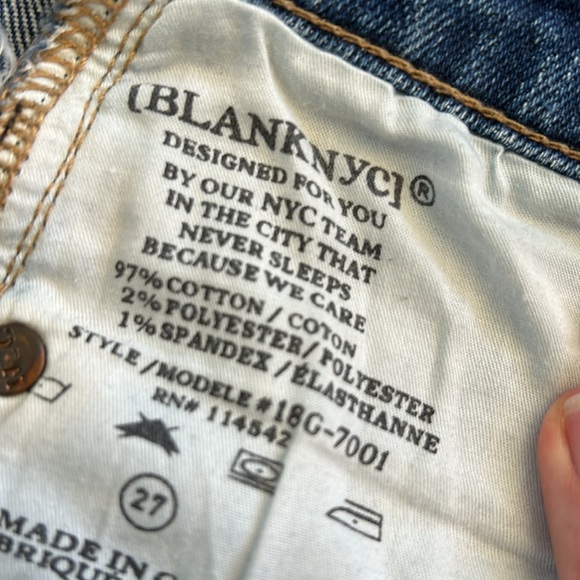 [BLANKNYC]®
DESIGNED FOR YOU
BY OUR NYC TEAM
IN THE CITY THAT
NEVER SLEEPS
BECAUSE WE CARE
97% COTTON / COTON
2% POLYESTER / POLYESTER
1% SPANDEX / ÉLASTHANNE
STYLE / MODELE # 18G-7001
RN# 114542
27
MADE IN